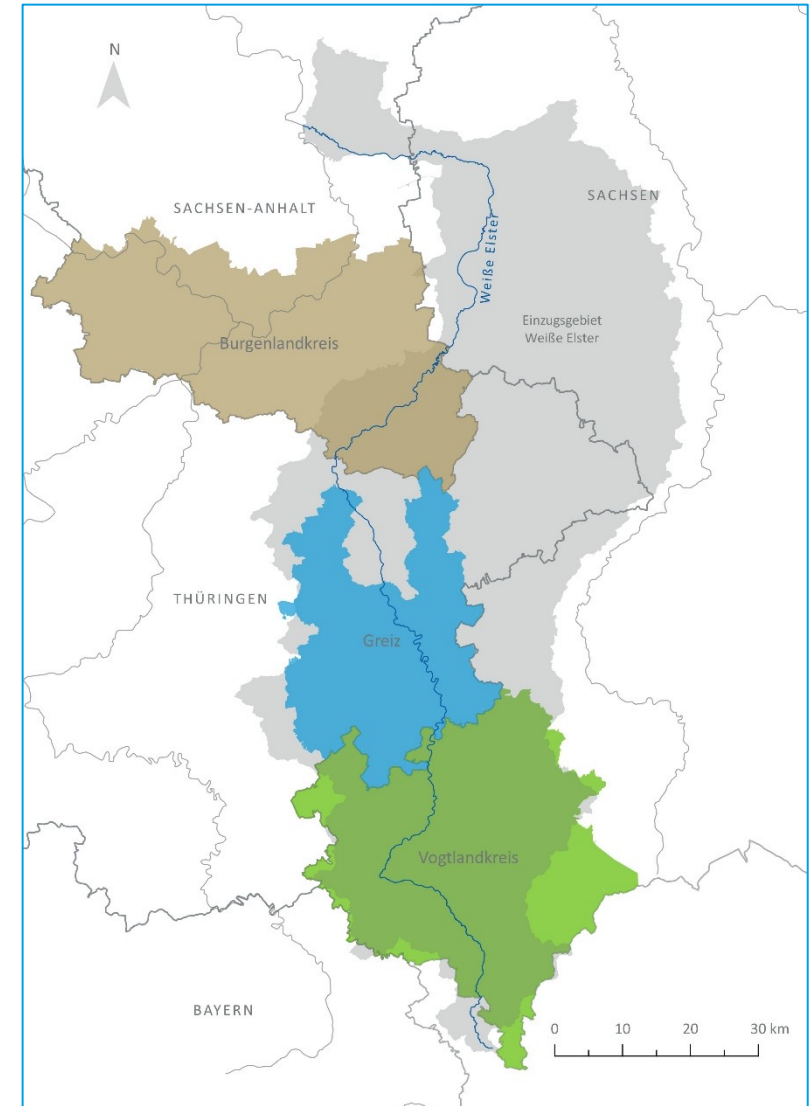 N
SACHSEN-ANHALT
SACHSEN
Weiße Elster
Einzugsgebiet
Weiße Elster
Burgenlandkreis
THÜRINGEN
Greiz
Vogtlandkreis
BAYERN
0 10 20 30 km